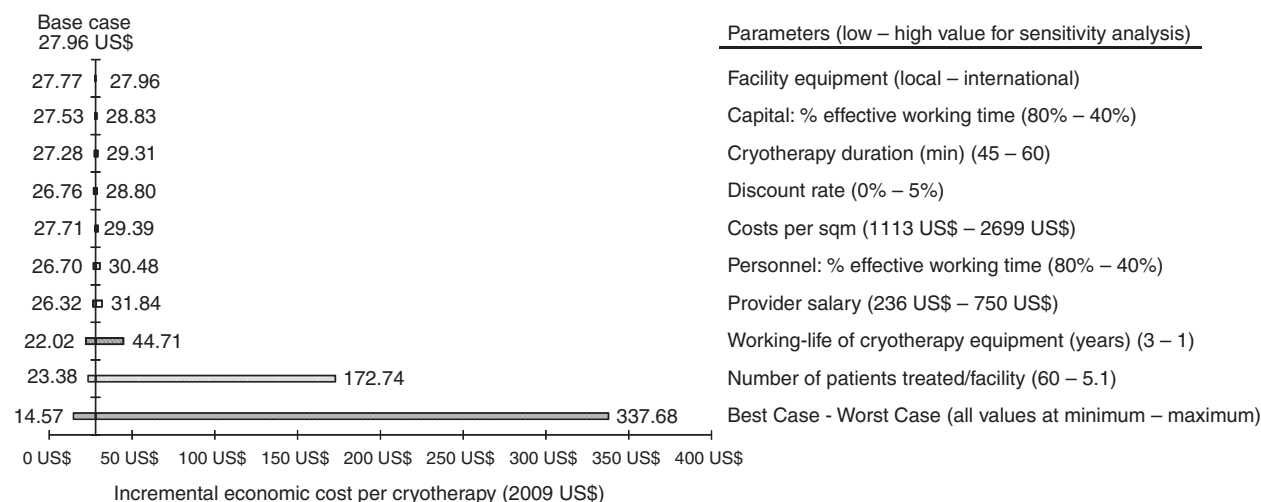 Base case
27.96 US$
Parameters (low – high value for sensitivity analysis)
27.77 27.96 Facility equipment (local – international)
27.53 28.83 Capital: % effective working time (80% – 40%)
27.28 29.31 Cryotherapy duration (min) (45 – 60)
26.76 28.80 Discount rate (0% – 5%)
27.71 29.39 Costs per sqm (1113 US$ – 2699 US$)
26.70 30.48 Personnel: % effective working time (80% – 40%)
26.32 31.84 Provider salary (236 US$ – 750 US$)
22.02 44.71 Working-life of cryotherapy equipment (years) (3 – 1)
23.38 172.74 Number of patients treated/facility (60 – 5.1)
14.57 337.68 Best Case - Worst Case (all values at minimum – maximum)
0 US$ 50 US$ 100 US$ 150 US$ 200 US$ 250 US$ 300 US$ 350 US$ 400 US$
Incremental economic cost per cryotherapy (2009 US$)